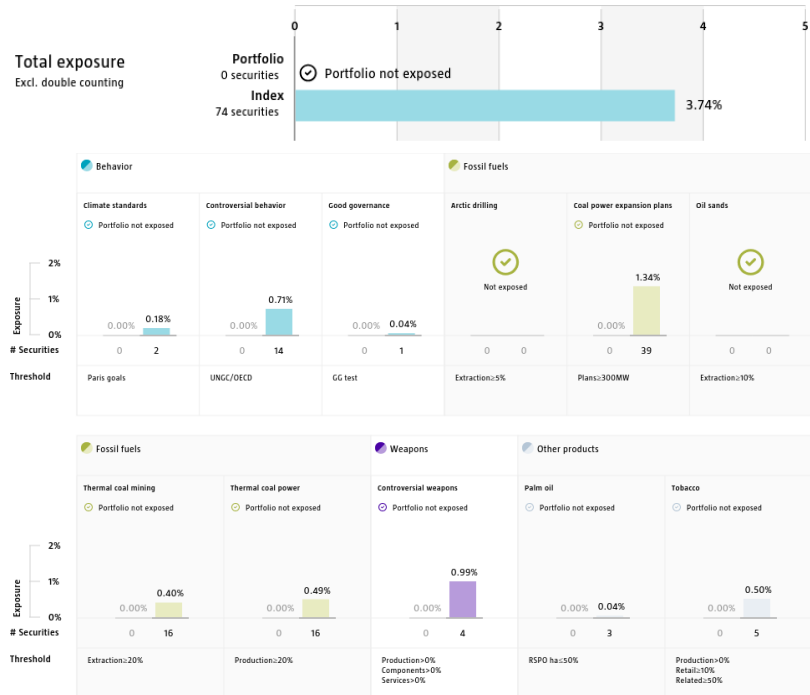 0 1 2 3 4 5
Total exposure
Excl. double counting
Portfolio
0 securities
Portfolio not exposed
Index
74 securities
3.74%
Behavior
Fossil fuels
Climate standards
Controversial behavior
Good governance
Arctic drilling
Coal power expansion plans
Oil sands
Portfolio not exposed
Portfolio not exposed
Portfolio not exposed
Portfolio not exposed
Not exposed
Not exposed
Exposure
2%
1%
0%
0.00% 0.18%
0.00% 0.71%
0.00% 0.04%
0.00% 1.34%
# Securities
0 2
0 14
0 1
0 0
0 39
0 0
Threshold
Paris goals
UNGC/OECD
GG test
Extraction≥5%
Plans≥300MW
Extraction≥10%
Fossil fuels
Weapons
Other products
Thermal coal mining
Thermal coal power
Controversial weapons
Palm oil
Tobacco
Portfolio not exposed
Portfolio not exposed
Portfolio not exposed
Portfolio not exposed
Portfolio not exposed
Exposure
2%
1%
0%
0.00% 0.40%
0.00% 0.49%
0.00% 0.99%
0.00% 0.04%
0.00% 0.50%
# Securities
0 16
0 16
0 4
0 3
0 5
Threshold
Extraction≥20%
Production≥20%
Production>0%
Components>0%
Services>0%
RSPO ha≤50%
Production>0%
Retail≥10%
Related≥50%